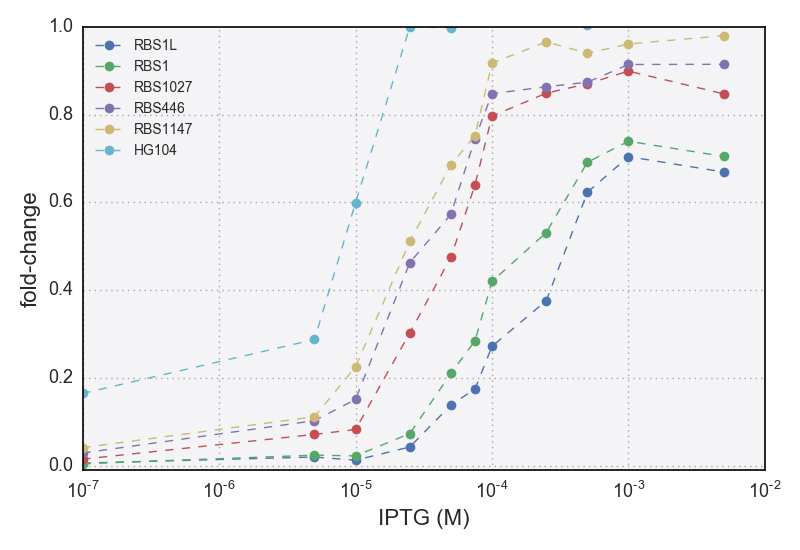 1.0
0.8
0.6
0.4
0.2
0.0
fold-change
RBS1L
RBS1
RBS1027
RBS446
RBS1147
HG104
10⁻⁷ 10⁻⁶ 10⁻⁵ 10⁻⁴ 10⁻³ 10⁻²
IPTG (M)